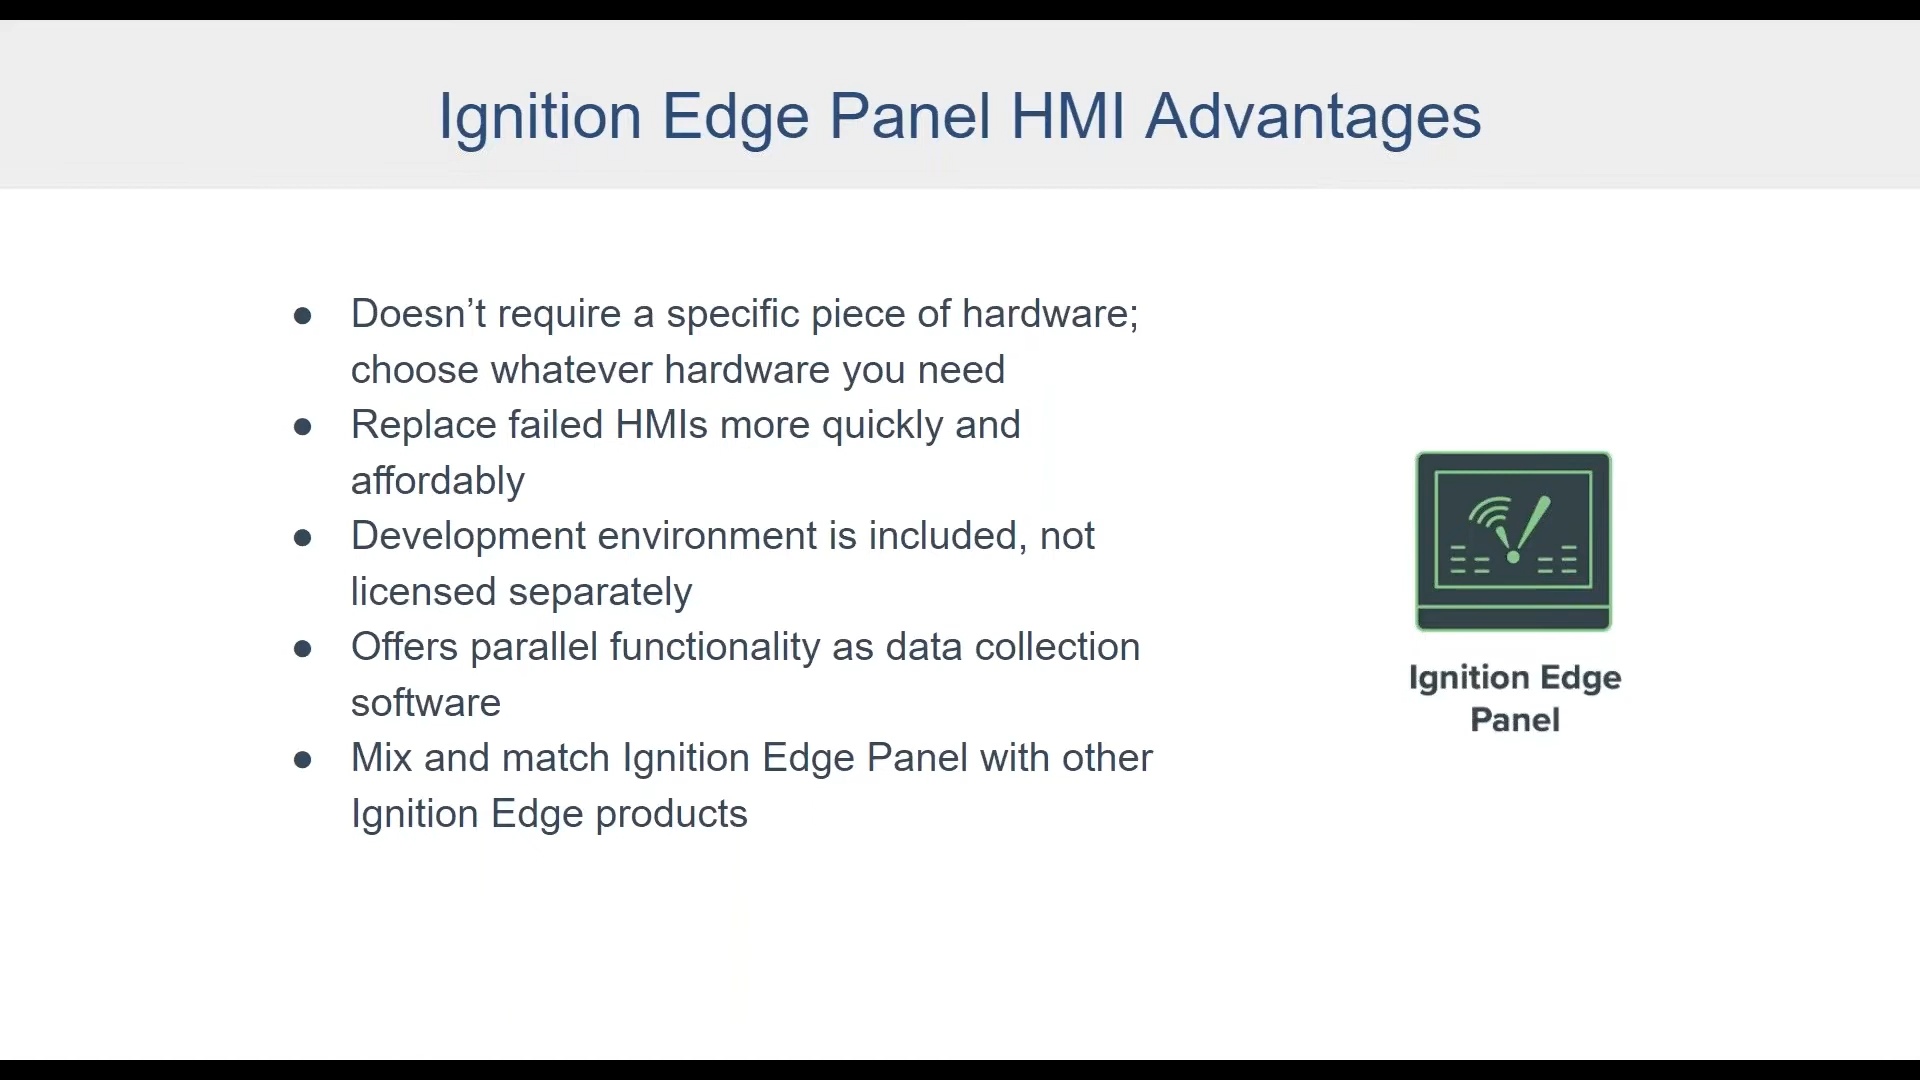 Ignition Edge Panel HMI Advantages
● Doesn’t require a specific piece of hardware;
choose whatever hardware you need
● Replace failed HMIs more quickly and
affordably
● Development environment is included, not
licensed separately
● Offers parallel functionality as data collection
software
● Mix and match Ignition Edge Panel with other
Ignition Edge products
Ignition Edge
Panel